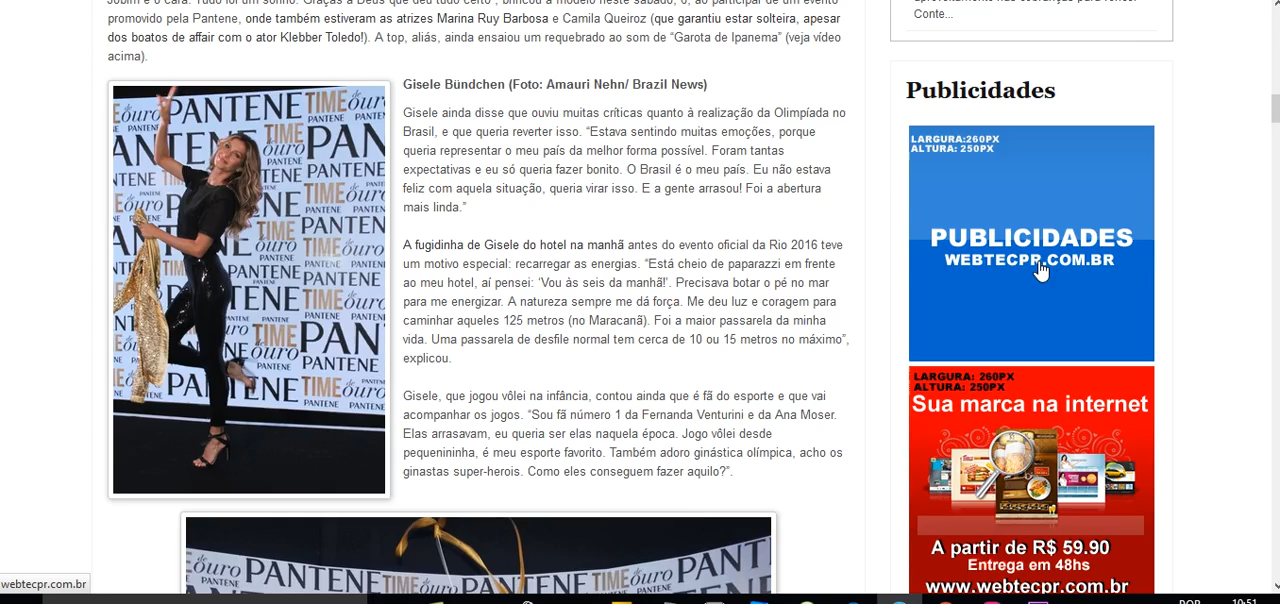 Jobim é o cara. Tudo foi um sonho. Graças a Deus que deu tudo certo", brincou a modelo neste sábado, 6, ao participar de um evento
promovido pela Pantene, onde também estiveram as atrizes Marina Ruy Barbosa e Camila Queiroz (que garantiu estar solteira, apesar
dos boatos de affair com o ator Klebber Toledo!). A top, aliás, ainda ensaiou um requebrado ao som de “Garota de Ipanema” (veja vídeo
acima).
Gisele Bündchen (Foto: Amauri Nehn/ Brazil News)
Gisele ainda disse que ouviu muitas críticas quanto à realização da Olimpíada no
Brasil, e que queria reverter isso. “Estava sentindo muitas emoções, porque
queria representar o meu país da melhor forma possível. Foram tantas
expectativas e eu só queria fazer bonito. O Brasil é o meu país. Eu não estava
feliz com aquela situação, queria virar isso. E a gente arrasou! Foi a abertura
mais linda.”
A fugidinha de Gisele do hotel na manhã antes do evento oficial da Rio 2016 teve
um motivo especial: recarregar as energias. “Está cheio de paparazzi em frente
ao meu hotel, aí pensei: ‘Vou às seis da manhã!’. Precisava botar o pé no mar
para me energizar. A natureza sempre me dá força. Me deu luz e coragem para
caminhar aqueles 125 metros (no Maracanã). Foi a maior passarela da minha
vida. Uma passarela de desfile normal tem cerca de 10 ou 15 metros no máximo”,
explicou.
Gisele, que jogou vôlei na infância, contou ainda que é fã do esporte e que vai
acompanhar os jogos. “Sou fã número 1 da Fernanda Venturini e da Ana Moser.
Elas arrasavam, eu queria ser elas naquela época. Jogo vôlei desde
pequenininha, é meu esporte favorito. Também adoro ginástica olímpica, acho os
ginastas super-herois. Como eles conseguem fazer aquilo?”.
PANTENE TIME de ouro
Conte...
Publicidades
LARGURA:260PX
ALTURA: 250PX
PUBLICIDADES
WEBTECPR.COM.BR
LARGURA: 260PX
ALTURA: 250PX
Sua marca na internet
A partir de R$ 59.90
Entrega em 48hs
www.webtecpr.com.br
webtecpr.com.br
POR
10:51